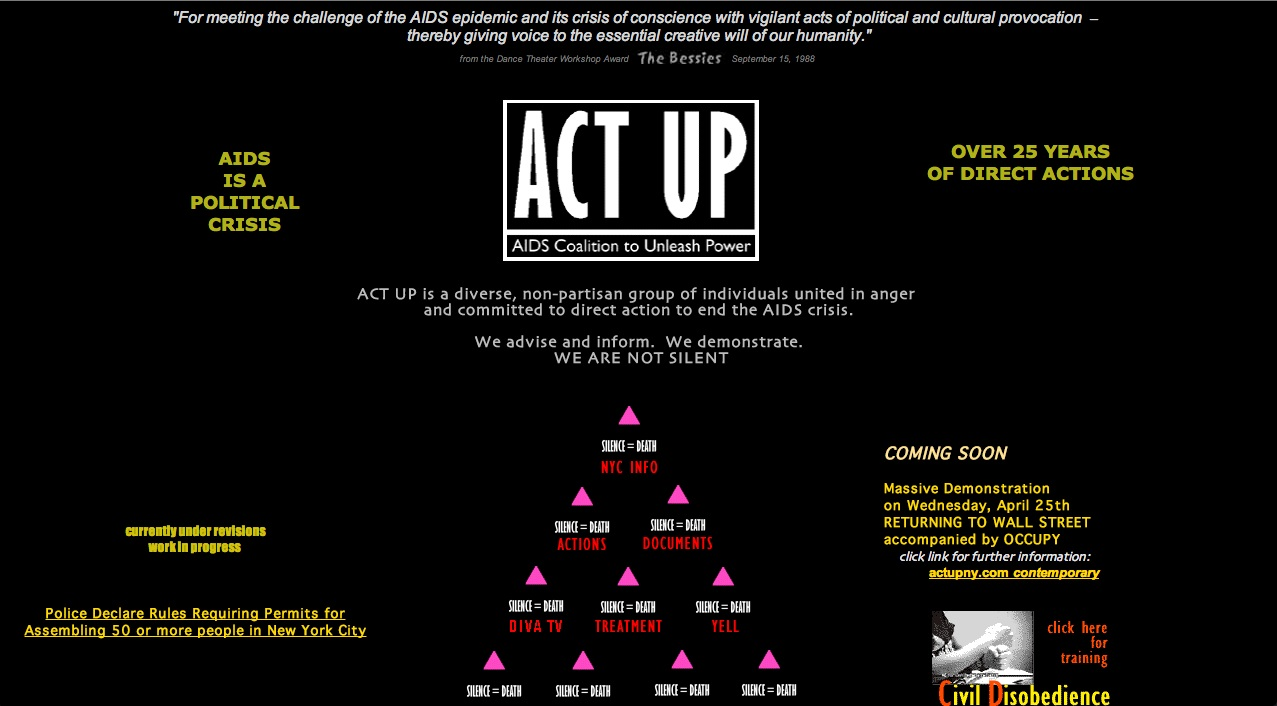 "For meeting the challenge of the AIDS epidemic and its crisis of conscience with vigilant acts of political and cultural provocation –
thereby giving voice to the essential creative will of our humanity."
from the Dance Theater Workshop Award The Bessies September 15, 1988
ACT UP
AIDS Coalition to Unleash Power
AIDS
IS A
POLITICAL
CRISIS
OVER 25 YEARS
OF DIRECT ACTIONS
ACT UP is a diverse, non-partisan group of individuals united in anger
and committed to direct action to end the AIDS crisis.
We advise and inform. We demonstrate.
WE ARE NOT SILENT
SILENCE = DEATH
NYC INFO
SILENCE = DEATH SILENCE = DEATH
ACTIONS DOCUMENTS
SILENCE = DEATH SILENCE = DEATH SILENCE = DEATH
DIVA TV TREATMENT YELL
SILENCE = DEATH SILENCE = DEATH SILENCE = DEATH SILENCE = DEATH
currently under revisions
work in progress
Police Declare Rules Requiring Permits for
Assembling 50 or more people in New York City
COMING SOON
Massive Demonstration
on Wednesday, April 25th
RETURNING TO WALL STREET
accompanied by OCCUPY
click link for further information:
actupny.com contemporary
click here
for
training
Civil Disobedience